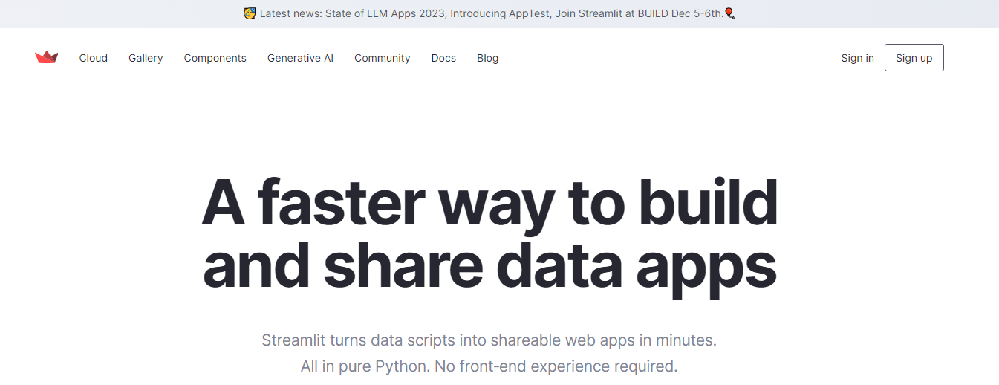 Latest news: State of LLM Apps 2023, Introducing AppTest, Join Streamlit at BUILD Dec 5-6th.
Cloud Gallery Components Generative AI Community Docs Blog Sign in Sign up
A faster way to build
and share data apps
Streamlit turns data scripts into shareable web apps in minutes.
All in pure Python. No front-end experience required.